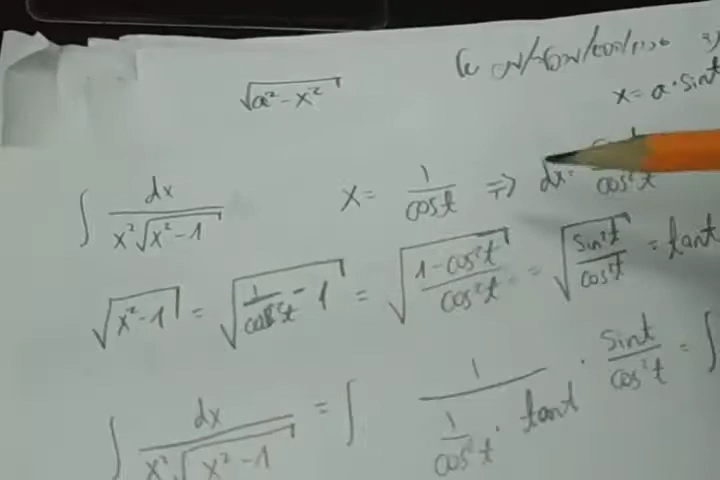 √(a² - x²)
x = a · sint
∫ dx / (x²√(x² - 1)) x = 1/cost ⇒ dx = / cos²t
√(x² - 1) = √(1/cos²t - 1) = √((1 - cos²t)/cos²t) = √(sin²t/cos²t) = tant
∫ dx / (x²√(x² - 1)) = ∫ 1 / (1/cos²t · tant) · sint/cos²t = ∫